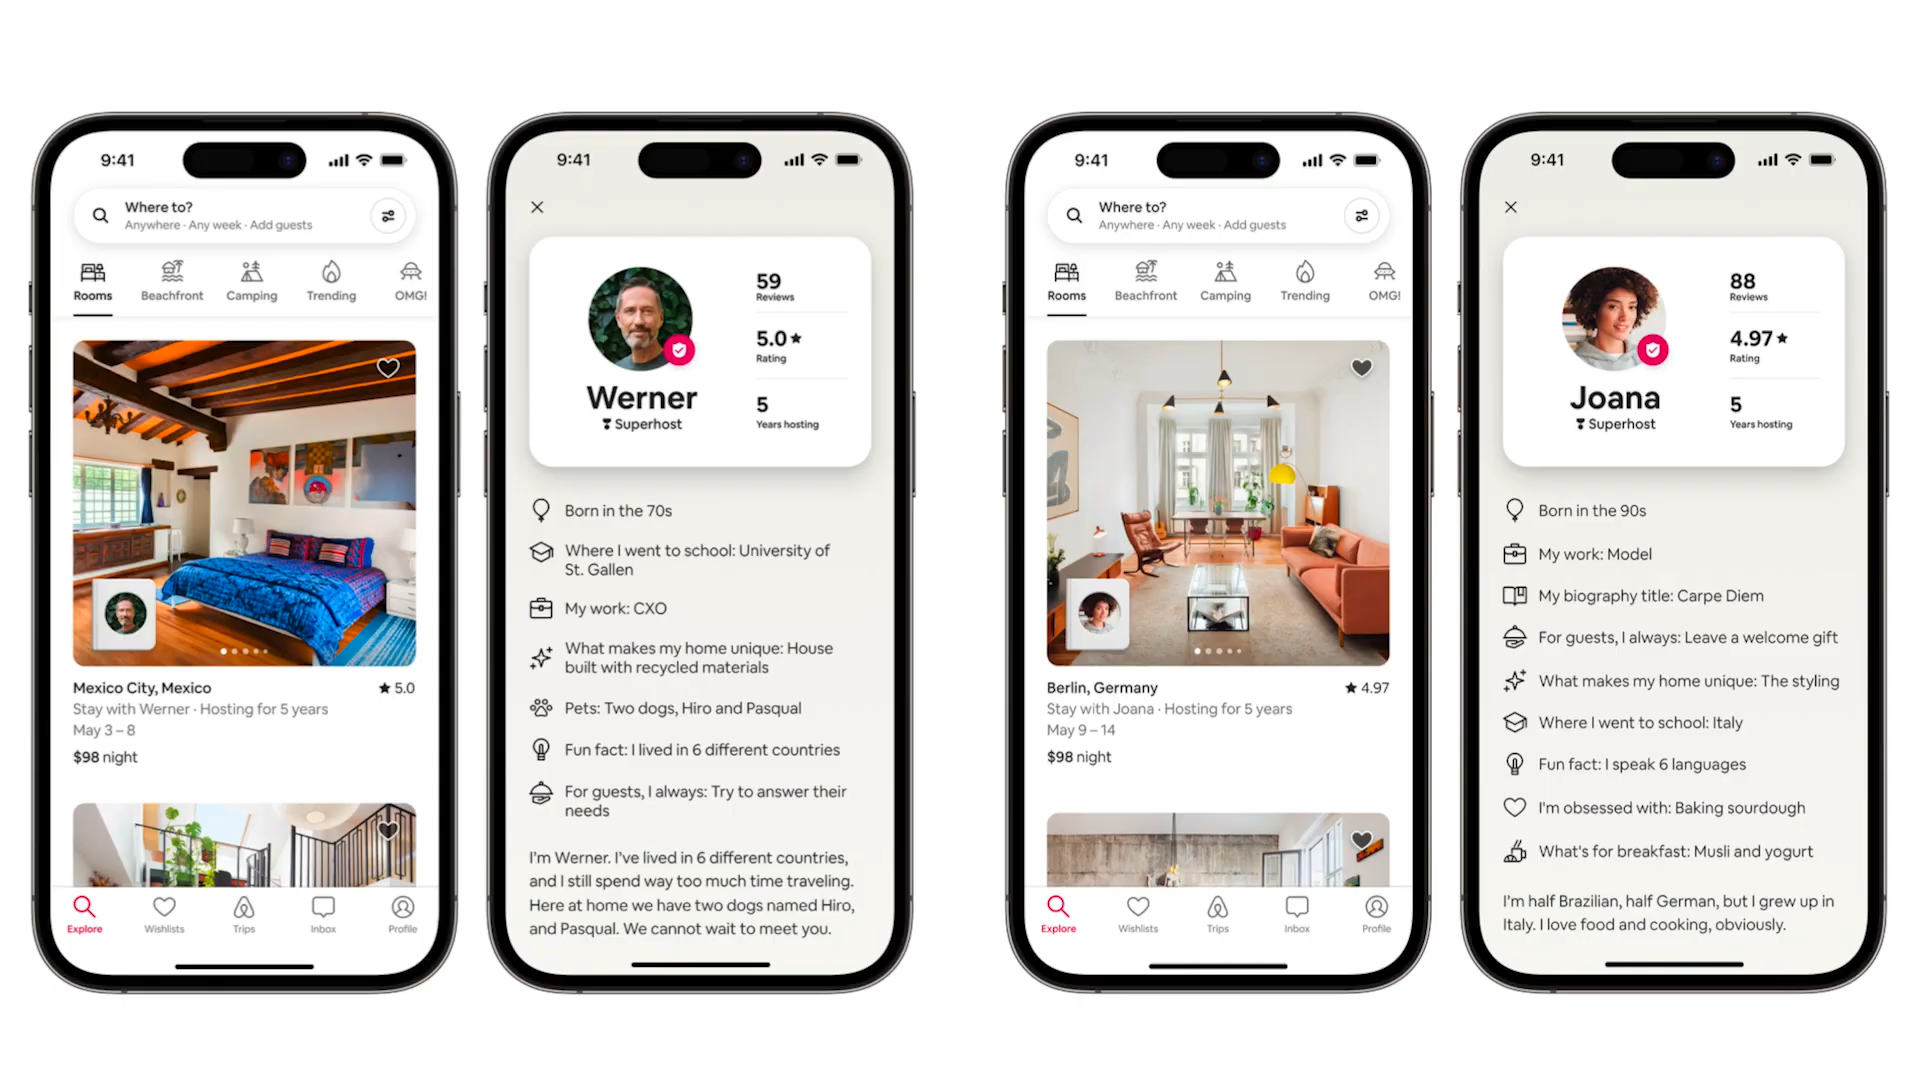 9:41
Where to?
Anywhere · Any week · Add guests
Rooms
Beachfront
Camping
Trending
OMG!
Mexico City, Mexico
★ 5.0
Stay with Werner · Hosting for 5 years
May 3 – 8
$98 night
Explore
Wishlists
Trips
Inbox
Profile
9:41
59
Reviews
5.0 ★
Rating
5
Years hosting
Werner
Superhost
Born in the 70s
Where I went to school: University of
St. Gallen
My work: CXO
What makes my home unique: House
built with recycled materials
Pets: Two dogs, Hiro and Pasqual
Fun fact: I lived in 6 different countries
For guests, I always: Try to answer their
needs
I'm Werner. I've lived in 6 different countries,
and I still spend way too much time traveling.
Here at home we have two dogs named Hiro,
and Pasqual. We cannot wait to meet you.
9:41
Where to?
Anywhere · Any week · Add guests
Rooms
Beachfront
Camping
Trending
OMG!
Berlin, Germany
★ 4.97
Stay with Joana · Hosting for 5 years
May 9 – 14
$98 night
Explore
Wishlists
Trips
Inbox
Profile
9:41
88
Reviews
4.97 ★
Rating
5
Years hosting
Joana
Superhost
Born in the 90s
My work: Model
My biography title: Carpe Diem
For guests, I always: Leave a welcome gift
What makes my home unique: The styling
Where I went to school: Italy
Fun fact: I speak 6 languages
I'm obsessed with: Baking sourdough
What's for breakfast: Musli and yogurt
I'm half Brazilian, half German, but I grew up in
Italy. I love food and cooking, obviously.